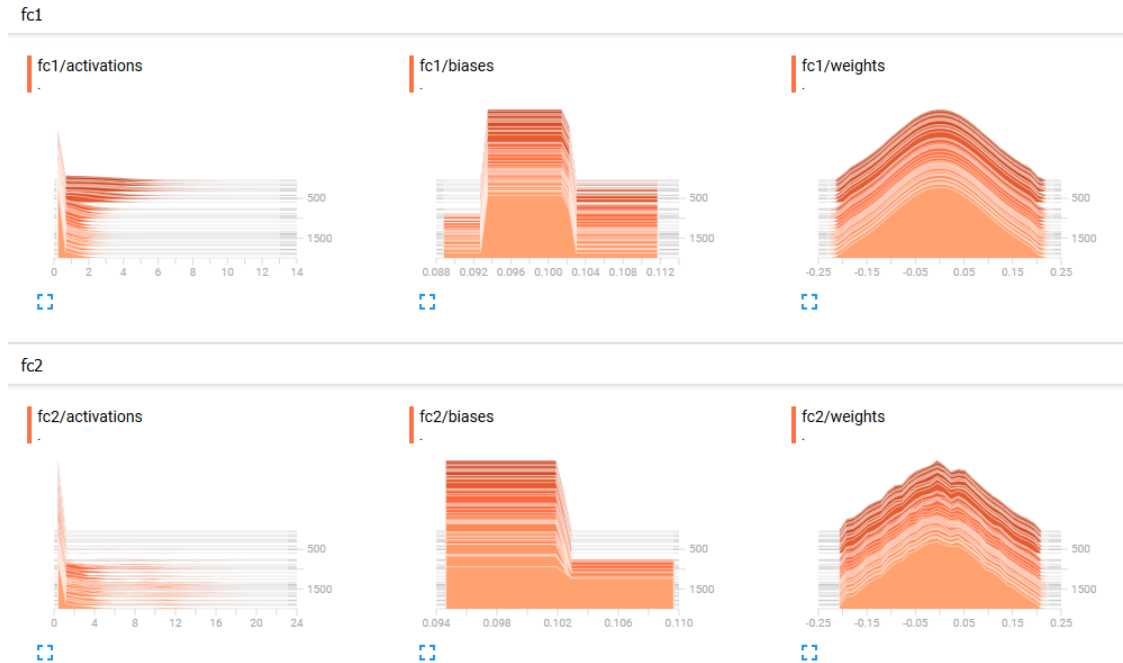 fc1
fc1/activations
.
500
1500
0 2 4 6 8 10 12 14
fc1/biases
.
500
1500
0.088 0.092 0.096 0.100 0.104 0.108 0.112
fc1/weights
.
500
1500
-0.25 -0.15 -0.05 0.05 0.15 0.25
fc2
fc2/activations
.
500
1500
0 4 8 12 16 20 24
fc2/biases
.
500
1500
0.094 0.098 0.102 0.106 0.110
fc2/weights
.
500
1500
-0.25 -0.15 -0.05 0.05 0.15 0.25